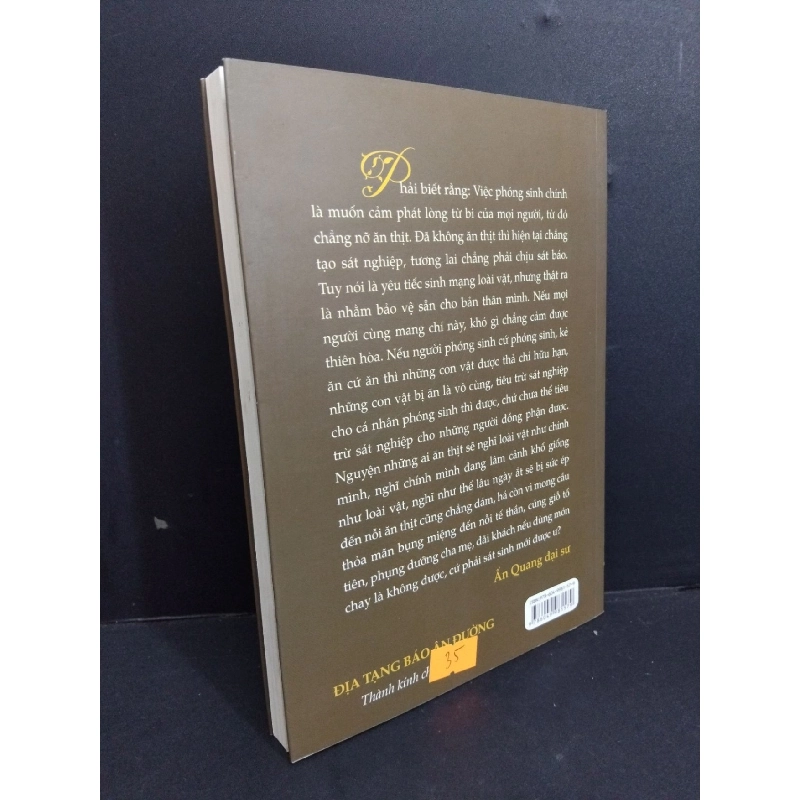 Phải biết rằng: Việc phóng sinh chính
là muốn cảm phát lòng từ bi của mọi người, từ đó
chẳng nỡ ăn thịt. Đã không ăn thịt thì hiện tại chẳng
tạo sát nghiệp, tương lai chẳng phải chịu sát báo.
Tuy nói là yêu tiếc sinh mạng loài vật, nhưng thật ra
là nhằm bảo vệ sẵn cho bản thân mình. Nếu mọi
người cùng mang chí này, khó gì chẳng cảm được
thiên hòa. Nếu người phóng sinh cứ phóng sinh, kẻ
ăn cứ ăn thì những con vật được thả chỉ hữu hạn,
những con vật bị ăn là vô cùng, tiêu trừ sát nghiệp
cho cá nhân phóng sinh thì được, chứ chưa thể tiêu
trừ sát nghiệp cho những người đồng phận được.
Nguyện những ai ăn thịt sẽ nghĩ loài vật như chính
mình, nghĩ chính mình đang lâm cảnh khổ giống
như loài vật, nghĩ như thế lâu ngày ắt sẽ bị sức ép
đến nỗi ăn thịt cũng chẳng dám, há còn vì mong cầu
thỏa mãn bụng miệng đến nỗi tế thần, cúng giỗ tổ
tiên, phụng dưỡng cha mẹ, đãi khách nếu dùng món
chay là không được, cứ phải sát sinh mới được ư?
Ấn Quang đại sư
ĐỊA TẠNG BÁO ÂN ĐƯỜNG
Thành kính
35